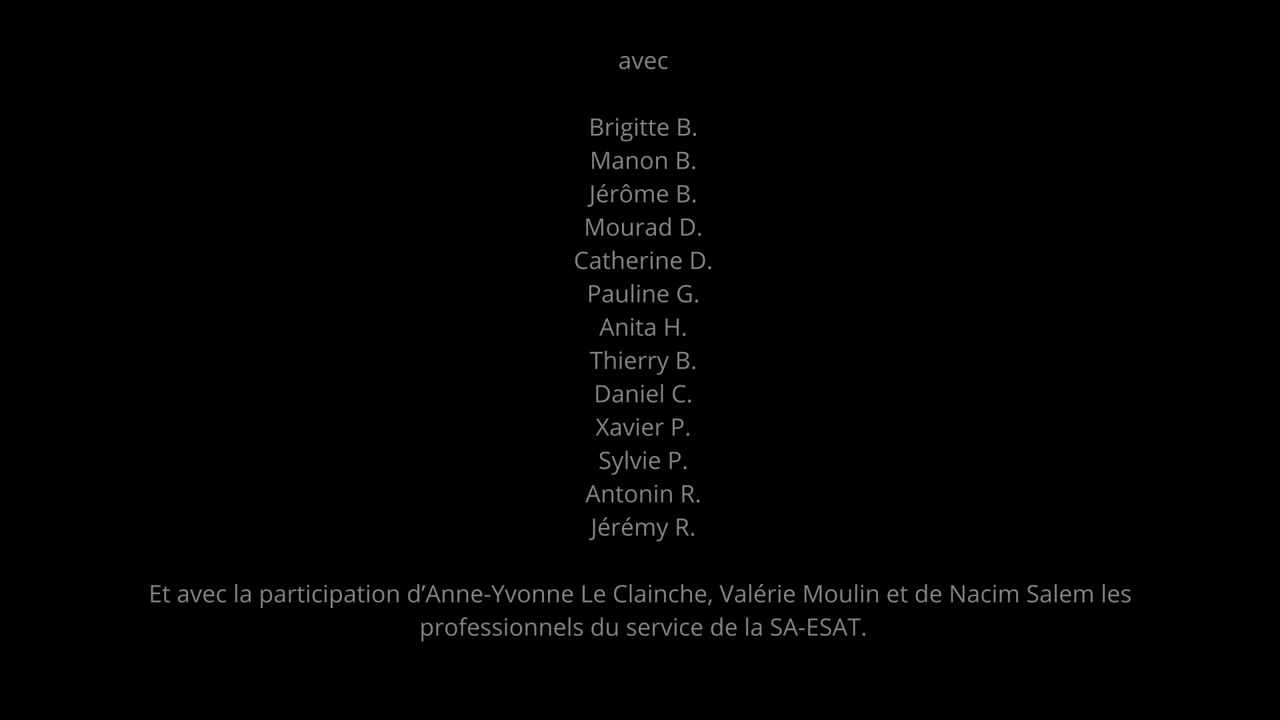 avec
Brigitte B.
Manon B.
Jérôme B.
Mourad D.
Catherine D.
Pauline G.
Anita H.
Thierry B.
Daniel C.
Xavier P.
Sylvie P.
Antonin R.
Jérémy R.
Et avec la participation d’Anne-Yvonne Le Clainche, Valérie Moulin et de Nacim Salem les
professionnels du service de la SA-ESAT.